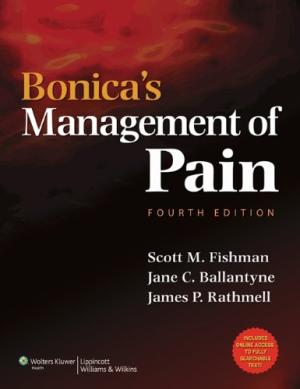 Bonica's
Management of
Pain
FOURTH EDITION
Scott M. Fishman
Jane C. Ballantyne
James P. Rathmell
INCLUDES
ONLINE ACCESS
TO FULLY
SEARCHABLE
TEXT!
Wolters Kluwer | Lippincott
Health
Williams & Wilkins